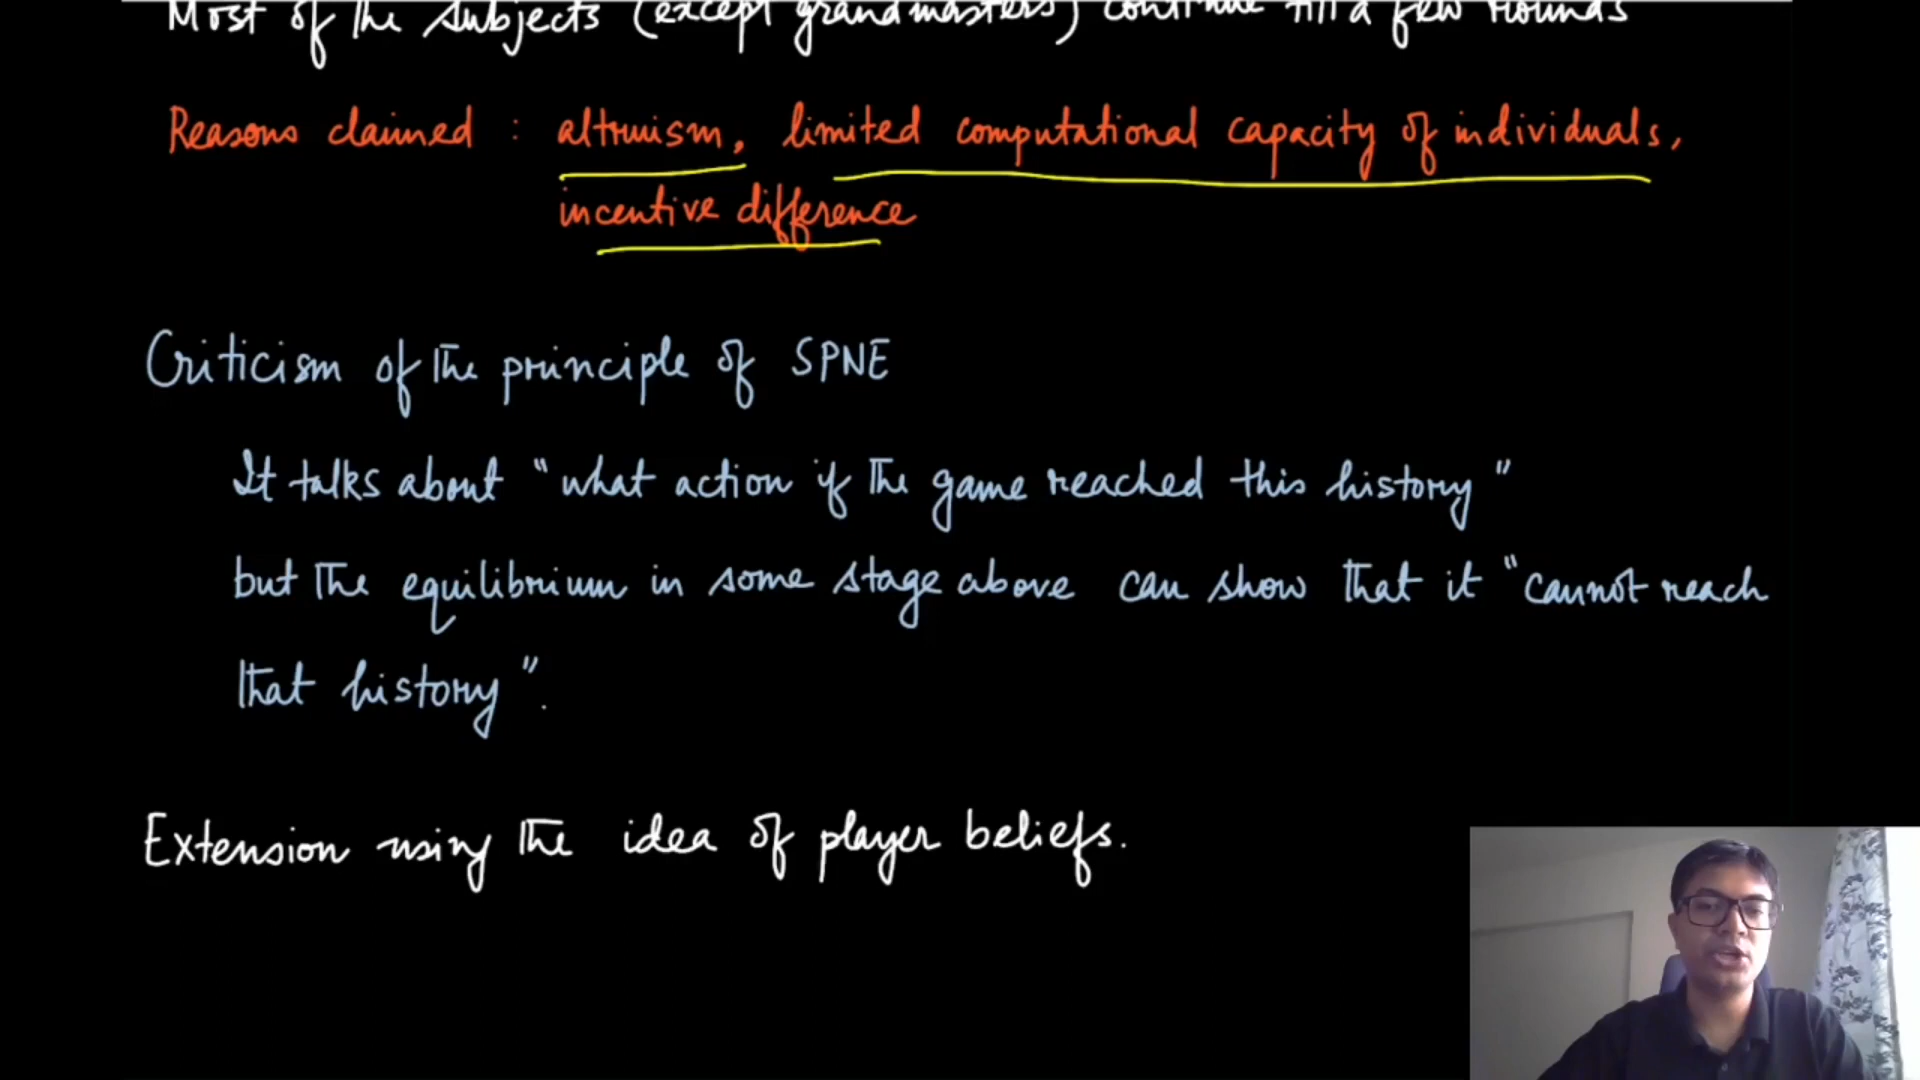 Most of the subjects (except grandmasters) continue till a few rounds
Reasons claimed : altruism, limited computational capacity of individuals,
incentive difference
Criticism of the principle of SPNE
It talks about "what action if the game reached this history"
but the equilibrium in some stage above can show that it "cannot reach
that history".
Extension using the idea of player beliefs.